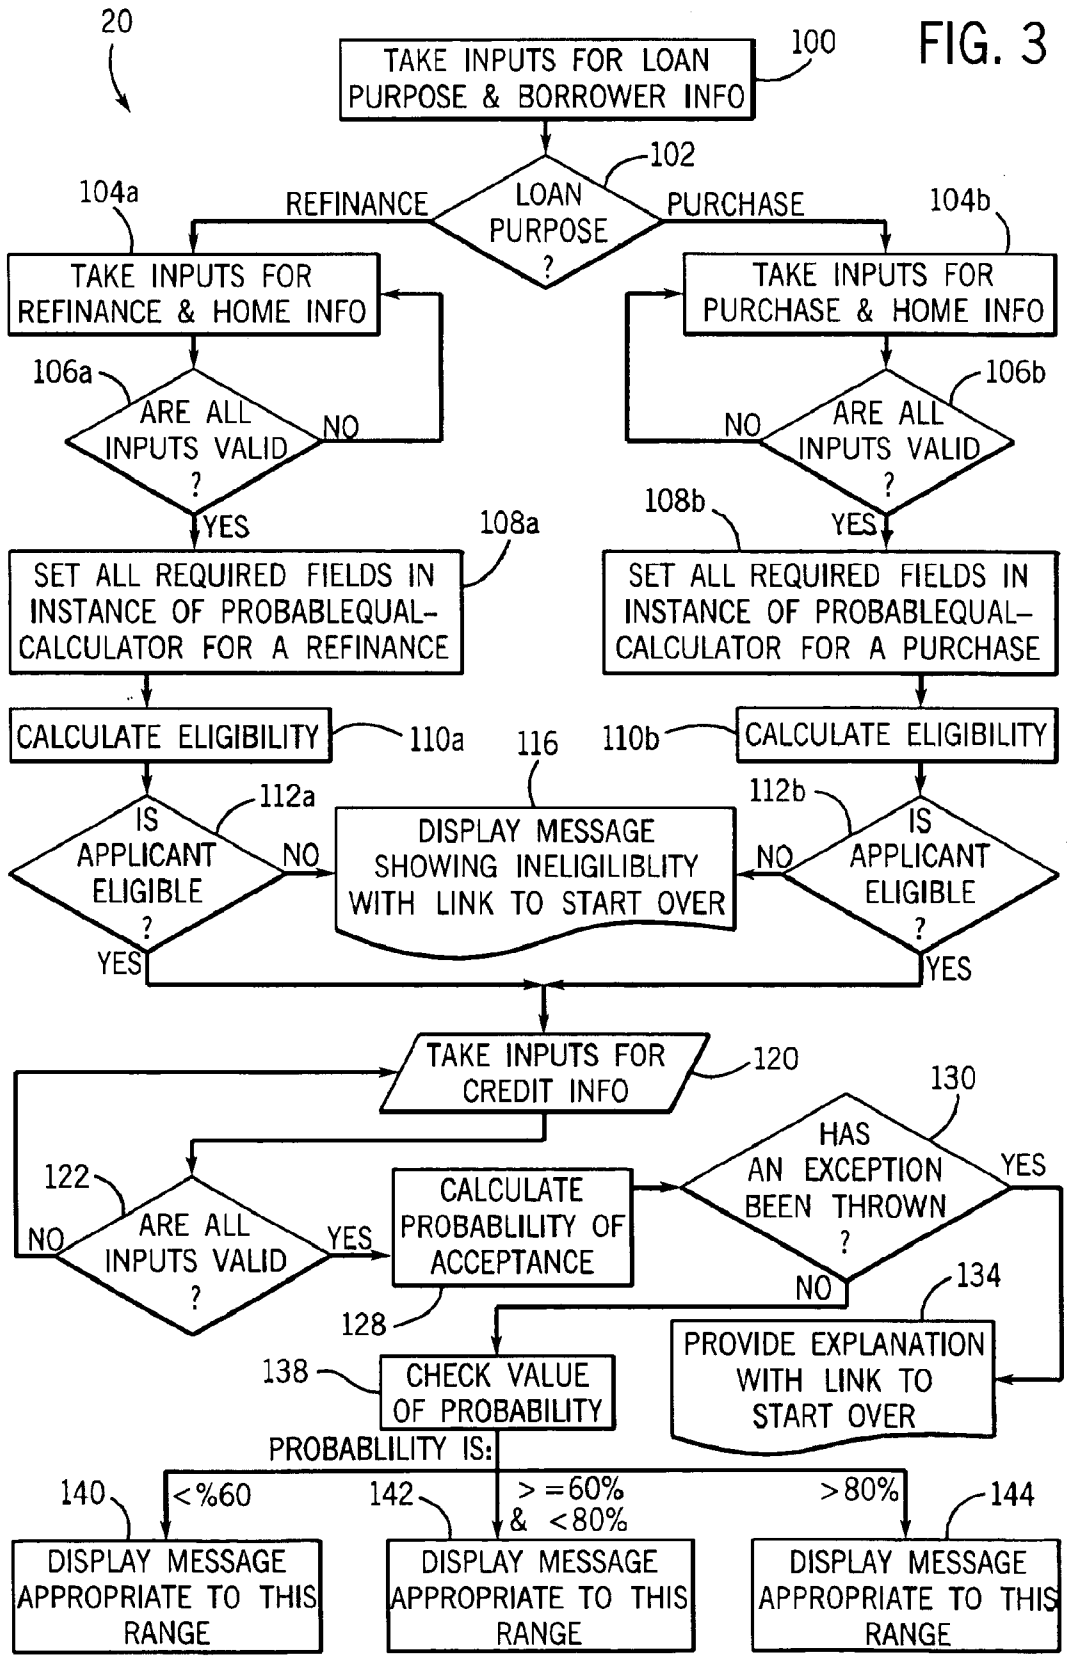 20
FIG. 3
TAKE INPUTS FOR LOAN
PURPOSE & BORROWER INFO
100
102
LOAN
PURPOSE
?
REFINANCE
PURCHASE
104a
104b
TAKE INPUTS FOR
REFINANCE & HOME INFO
TAKE INPUTS FOR
PURCHASE & HOME INFO
106a
ARE ALL
INPUTS VALID
?
NO
YES
106b
ARE ALL
INPUTS VALID
?
NO
YES
108a
108b
SET ALL REQUIRED FIELDS IN
INSTANCE OF PROBABLEQUAL-
CALCULATOR FOR A REFINANCE
SET ALL REQUIRED FIELDS IN
INSTANCE OF PROBABLEQUAL-
CALCULATOR FOR A PURCHASE
CALCULATE ELIGIBILITY
110a
116
110b
CALCULATE ELIGIBILITY
112a
IS
APPLICANT
ELIGIBLE
?
NO
YES
DISPLAY MESSAGE
SHOWING INELIGILIBLITY
WITH LINK TO START OVER
112b
IS
APPLICANT
ELIGIBLE
?
NO
YES
TAKE INPUTS FOR
CREDIT INFO
120
122
ARE ALL
INPUTS VALID
?
NO
YES
CALCULATE
PROBABLILITY OF
ACCEPTANCE
128
130
HAS
AN EXCEPTION
BEEN THROWN
?
YES
NO
134
PROVIDE EXPLANATION
WITH LINK TO
START OVER
138
CHECK VALUE
OF PROBABILITY
PROBABLILITY IS:
140
<%60
142
> =60%
& <80%
>80%
144
DISPLAY MESSAGE
APPROPRIATE TO THIS
RANGE
DISPLAY MESSAGE
APPROPRIATE TO THIS
RANGE
DISPLAY MESSAGE
APPROPRIATE TO THIS
RANGE